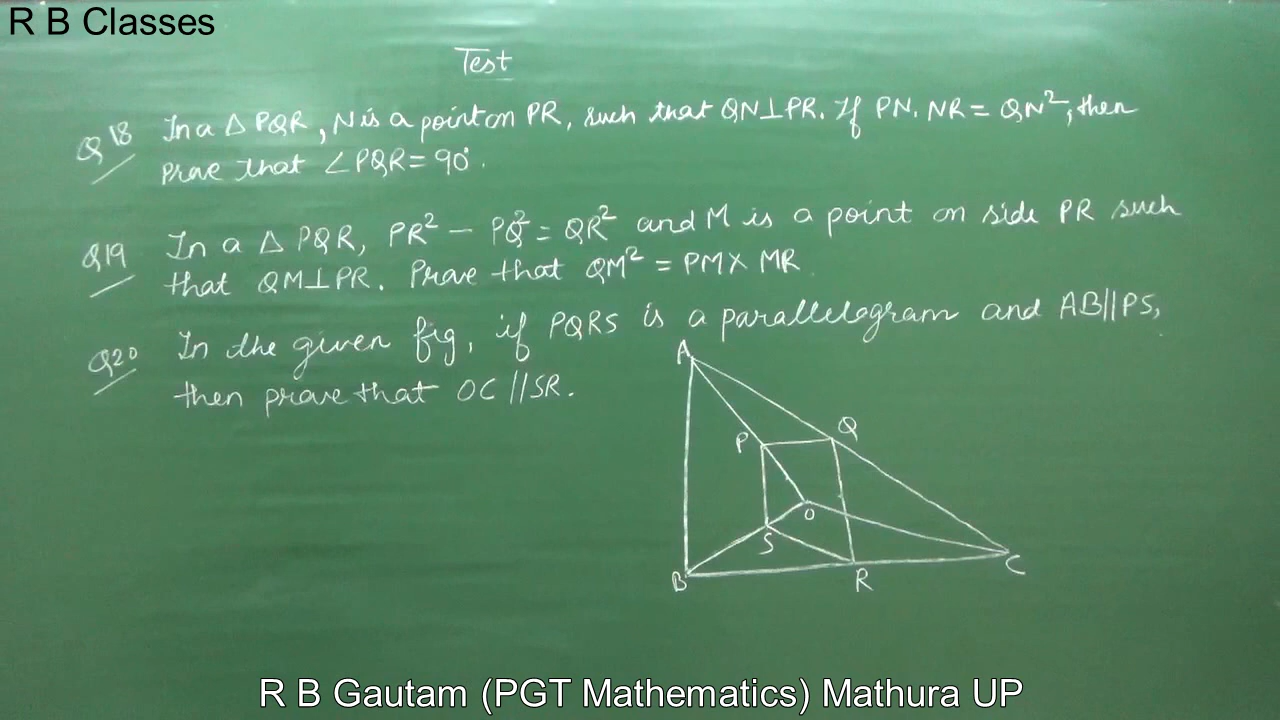 R B Classes
Test
Q18 In a △ PQR, N is a point on PR, such that QN⊥PR. If PN. NR = QN², then
Prove that ∠PQR = 90°.
Q19 In a △ PQR, PR² − PQ² = QR² and M is a point on side PR such
that QM⊥PR. Prove that QM² = PM X MR
Q20 In the given fig, if PQRS is a parallelogram and AB||PS,
then prove that OC || SR.
A
P
Q
O
S
B
R
C
R B Gautam (PGT Mathematics) Mathura UP